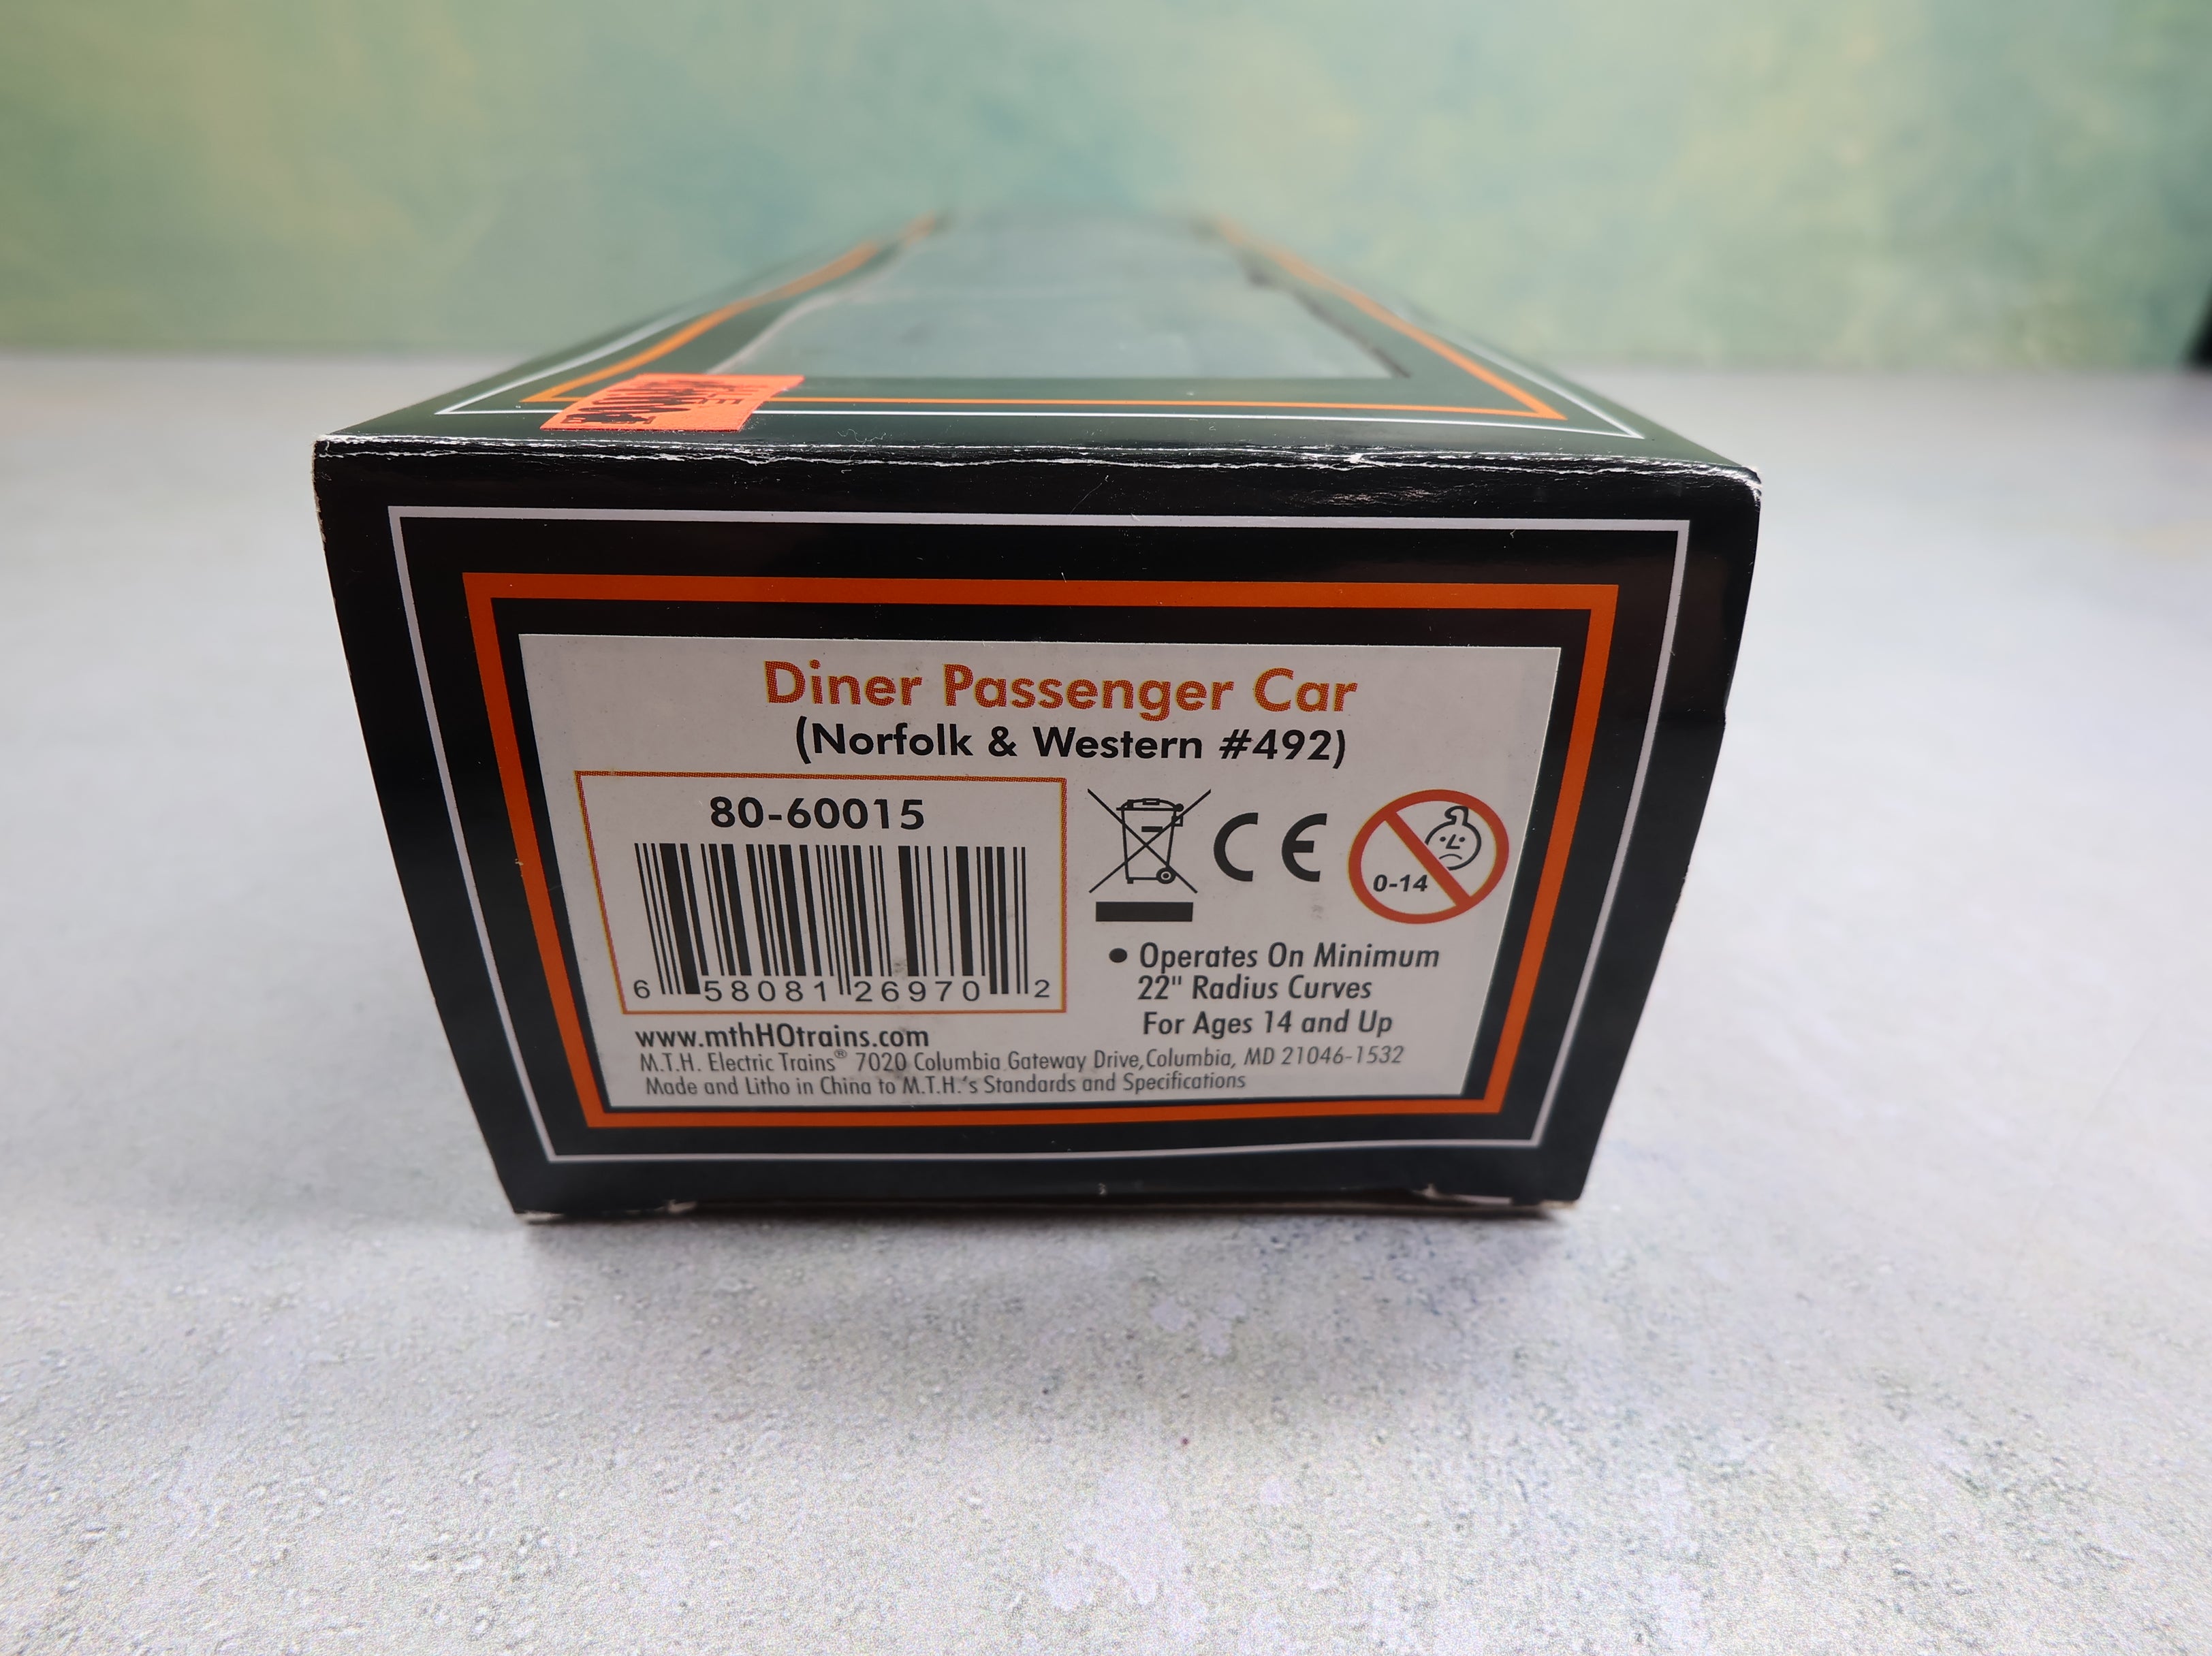 Diner Passenger Car
(Norfolk & Western #492)
80-60015
6 58081 26970 2
CE
0-14
• Operates On Minimum
22" Radius Curves
For Ages 14 and Up
www.mthHOtrains.com
M.T.H. Electric Trains® 7020 Columbia Gateway Drive,Columbia, MD 21046-1532
Made and Litho in China to M.T.H.'s Standards and Specifications